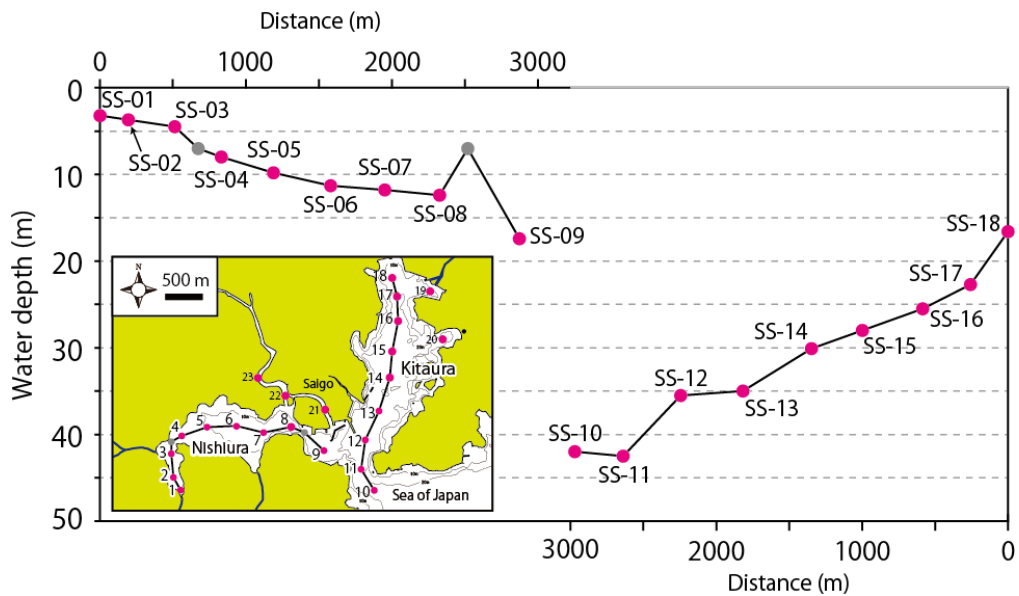 Distance (m)
0 1000 2000 3000
0
10
20
30
40
50
Water depth (m)
SS-01
SS-02
SS-03
SS-04
SS-05
SS-06
SS-07
SS-08
SS-09
SS-10
SS-11
SS-12
SS-13
SS-14
SS-15
SS-16
SS-17
SS-18
500 m
8
19
17
16
20
15
Kitaura
14
23
Saigo
22
21
13
4
5
6
8
7
Nishiura
12
3
9
11
2
1
10
Sea of Japan
3000 2000 1000 0
Distance (m)